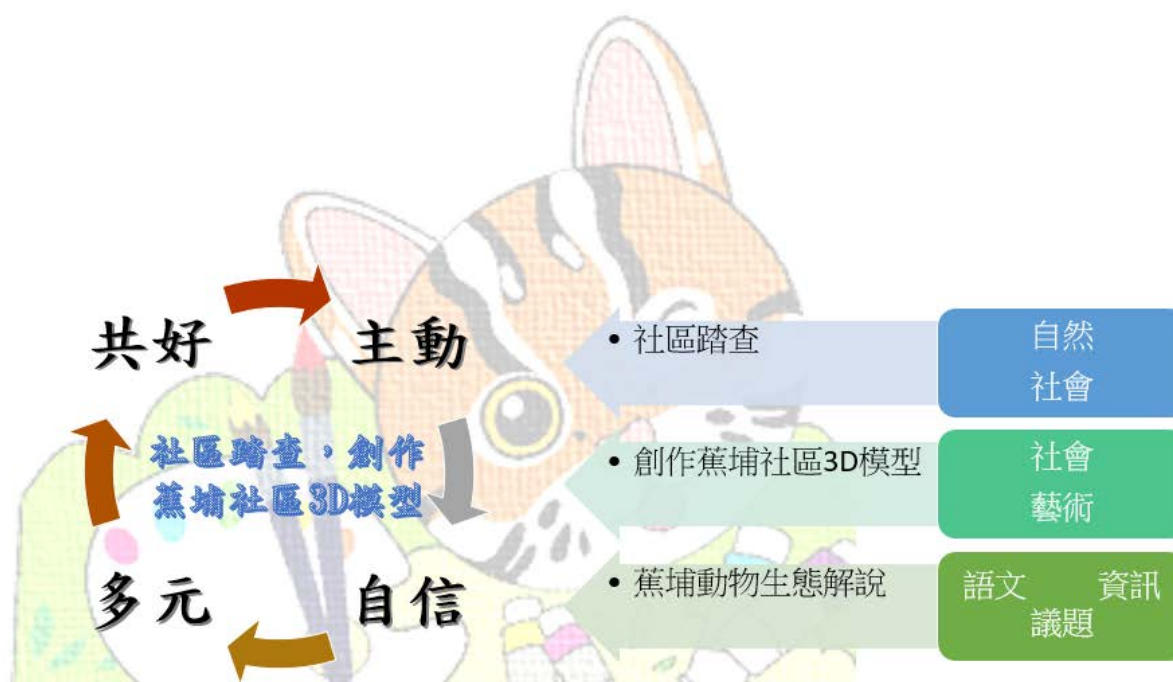 共好
主動
社區踏查，創作
蕉埔社區3D模型
多元
自信
• 社區踏查
自然
社會
• 創作蕉埔社區3D模型
社會
藝術
• 蕉埔動物生態解說
語文 資訊
議題